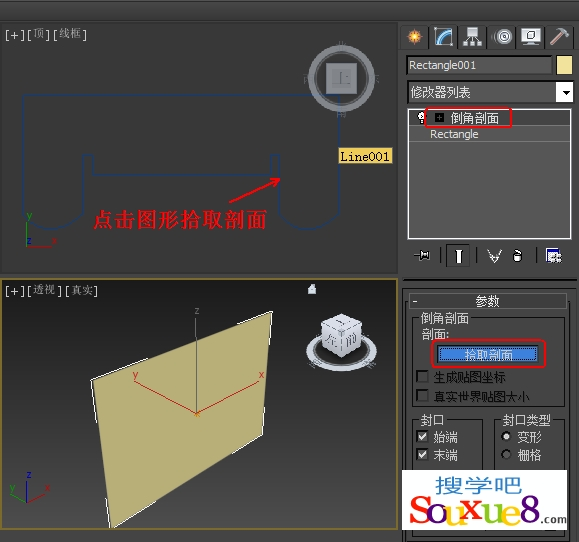 [+][顶][线框]
Rectangle001
修改器列表
倒角剖面
Rectangle
Line001
点击图形拾取剖面
y
z
x
[+][透视][真实]
z
y
x
x
z
y
x
参数
倒角剖面
剖面:
拾取剖面
生成贴图坐标
真实世界贴图大小
封口
始端
末端
封口类型
变形
栅格
搜学吧
Souxue8.com